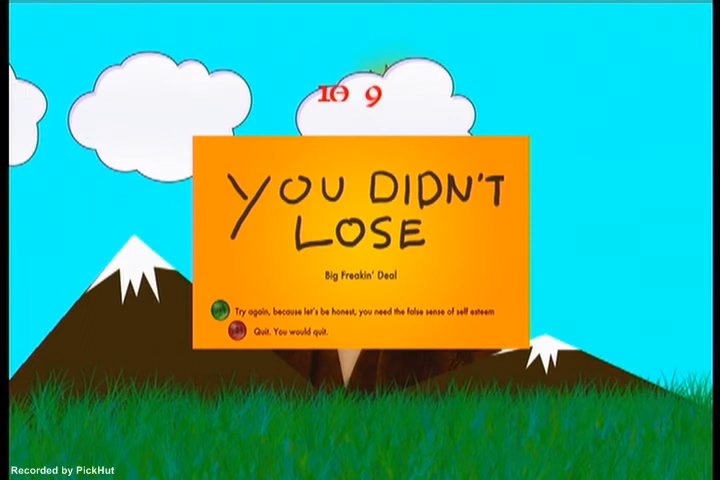 10 9
YOU DIDN'T
LOSE
Big Freakin' Deal
Try again, because let's be honest, you need the false sense of self esteem
Quit. You would quit.
Recorded by PickHut